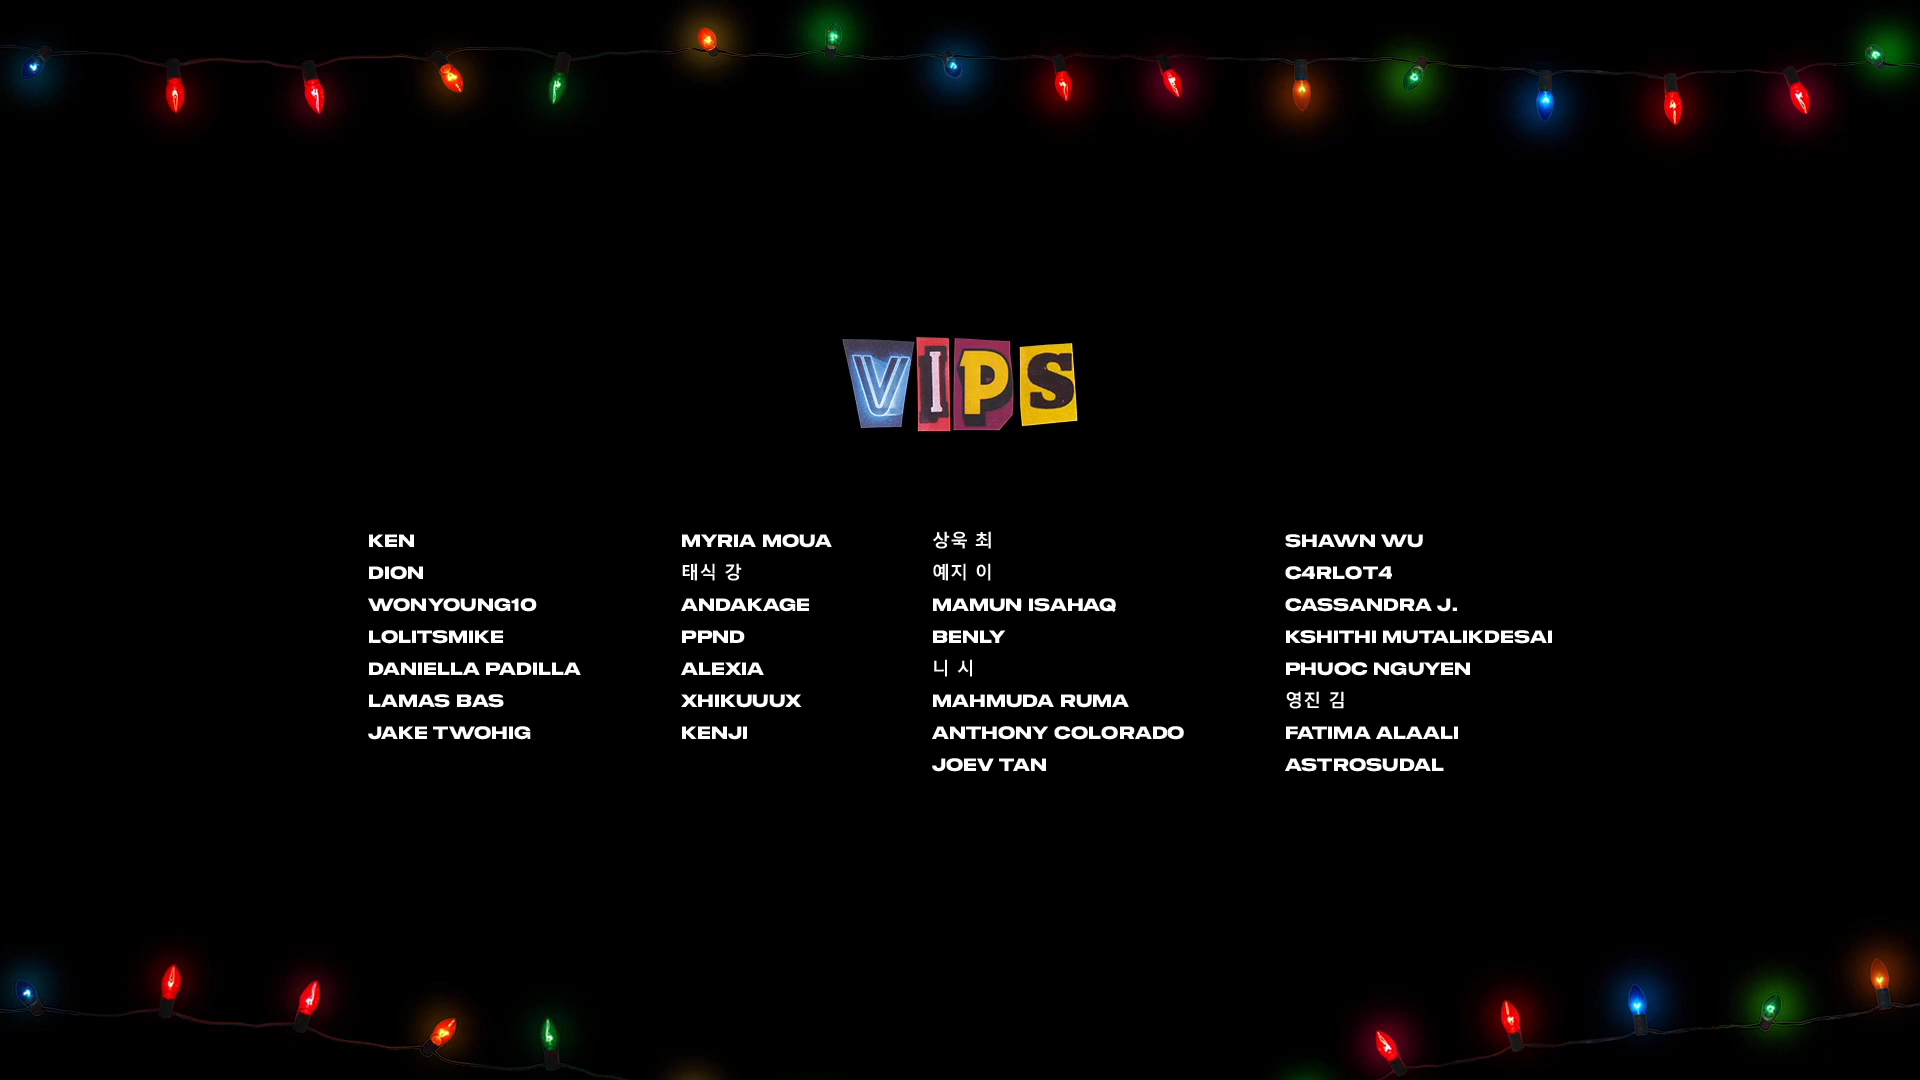 VIPS
KEN
DION
WONYOUNG10
LOLITSMIKE
DANIELLA PADILLA
LAMAS BAS
JAKE TWOHIG
MYRIA MOUA
태식 강
ANDAKAGE
PPND
ALEXIA
XHIKUUUX
KENJI
상욱 최
예지 이
MAMUN ISAHAQ
BENLY
니 시
MAHMUDA RUMA
ANTHONY COLORADO
JOEV TAN
SHAWN WU
C4RLOT4
CASSANDRA J.
KSHITHI MUTALIKDESAI
PHUOC NGUYEN
영진 김
FATIMA ALAALI
ASTROSUDAL